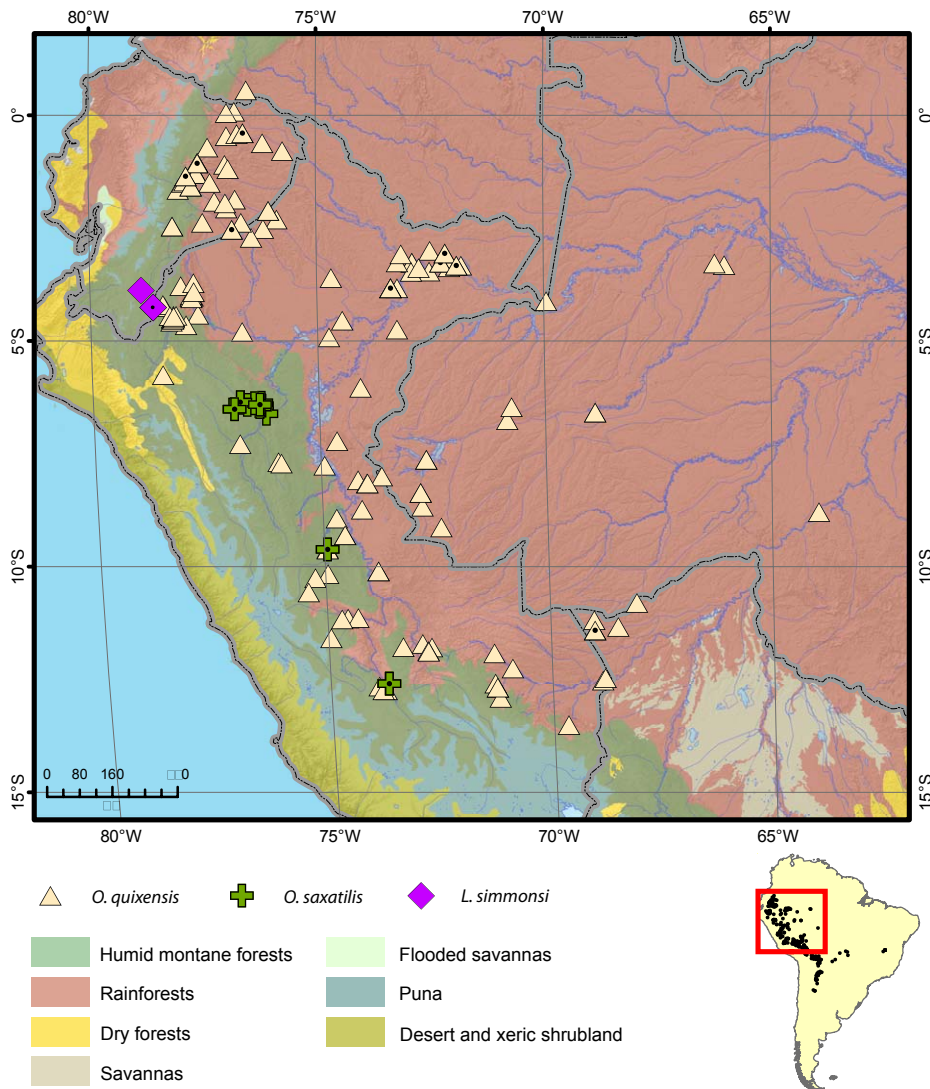 80°W 75°W 70°W 65°W
0° 0°
5°S 5°S
10°S 10°S
0 80 160 □□0
□□
15°S 15°S
80°W 75°W 70°W 65°W
O. quixensis O. saxatilis L. simmonsi
Humid montane forests Flooded savannas
Rainforests Puna
Dry forests Desert and xeric shrubland
Savannas